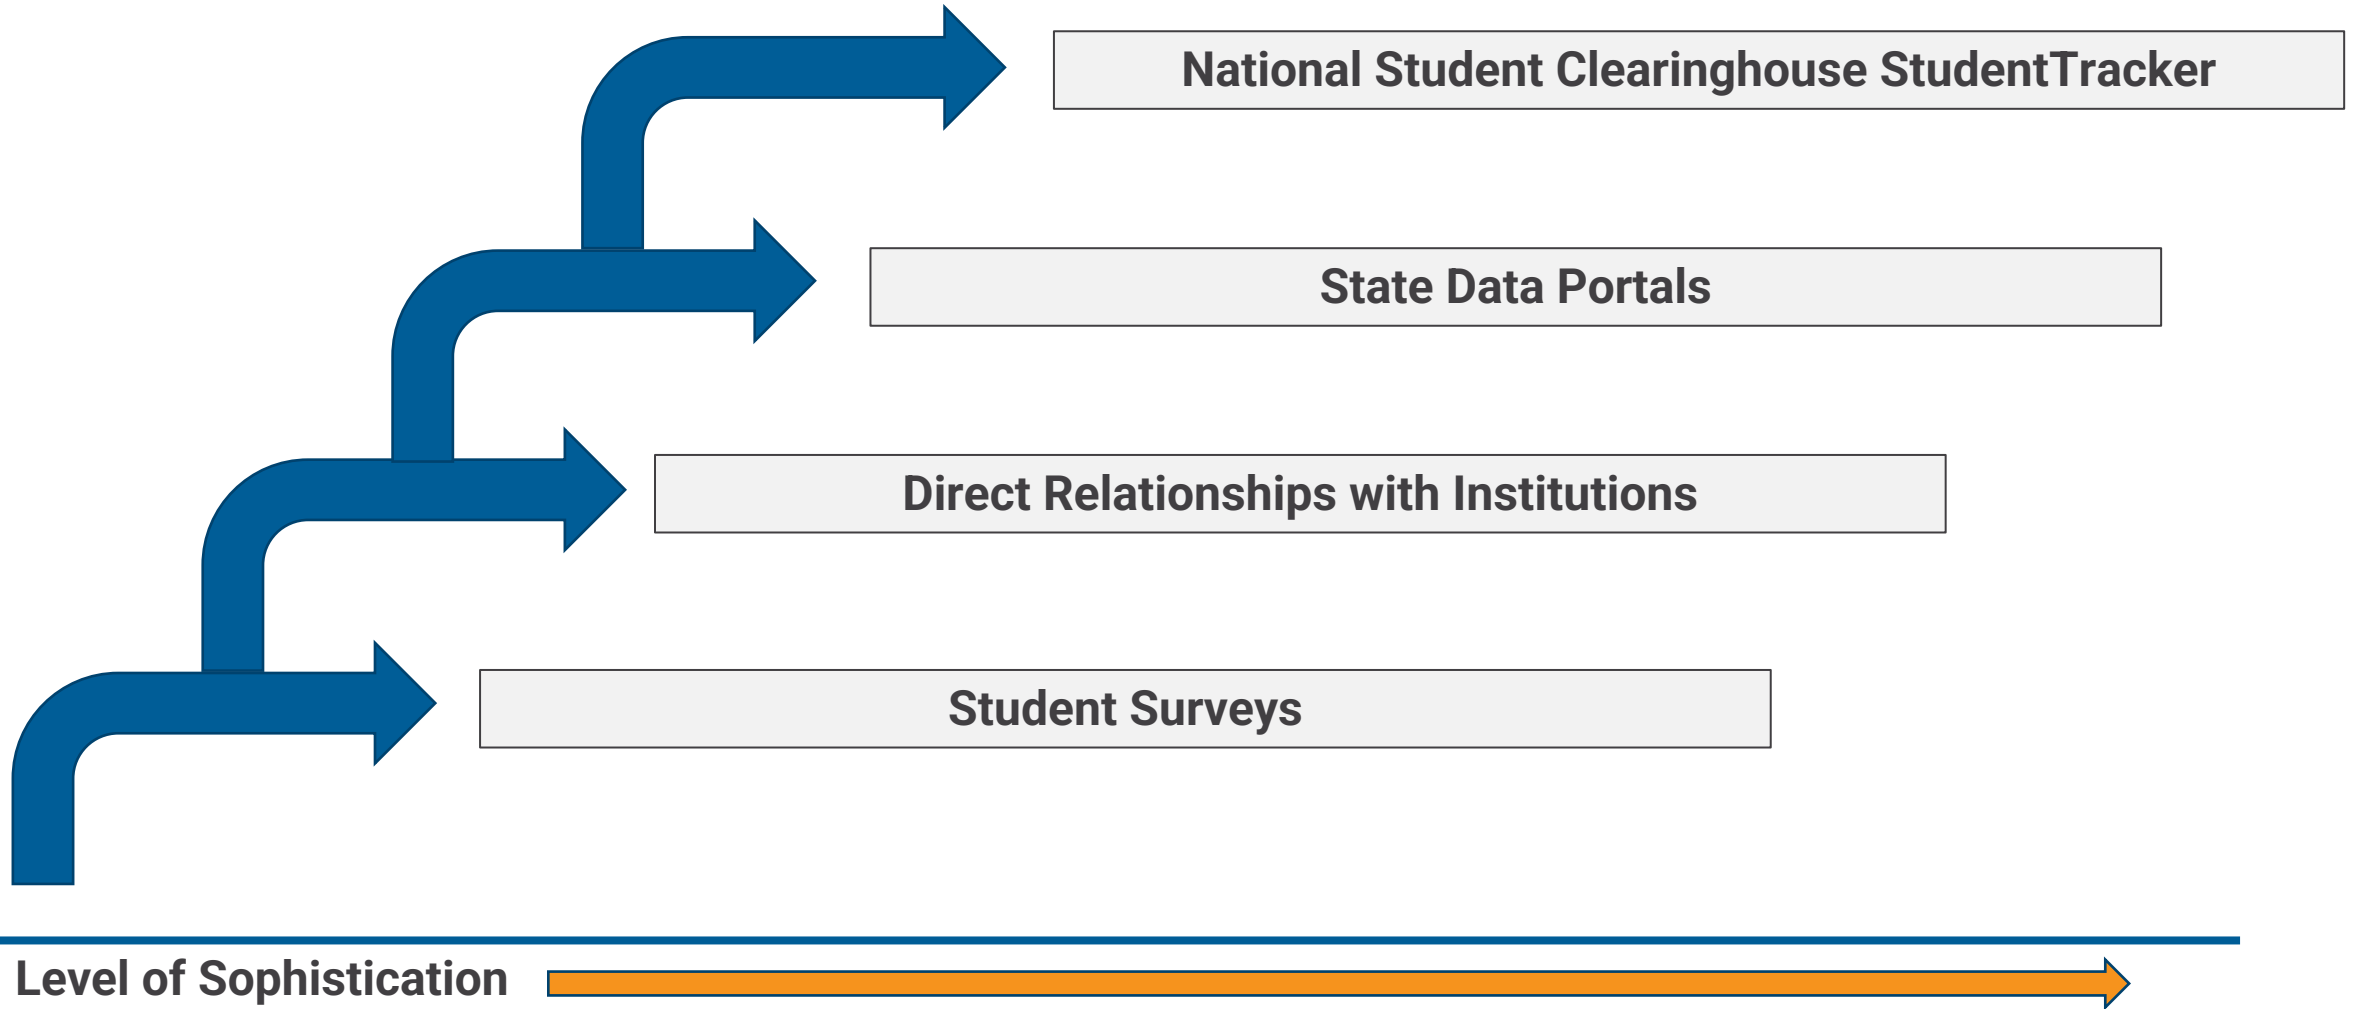 National Student Clearinghouse StudentTracker
State Data Portals
Direct Relationships with Institutions
Student Surveys
Level of Sophistication